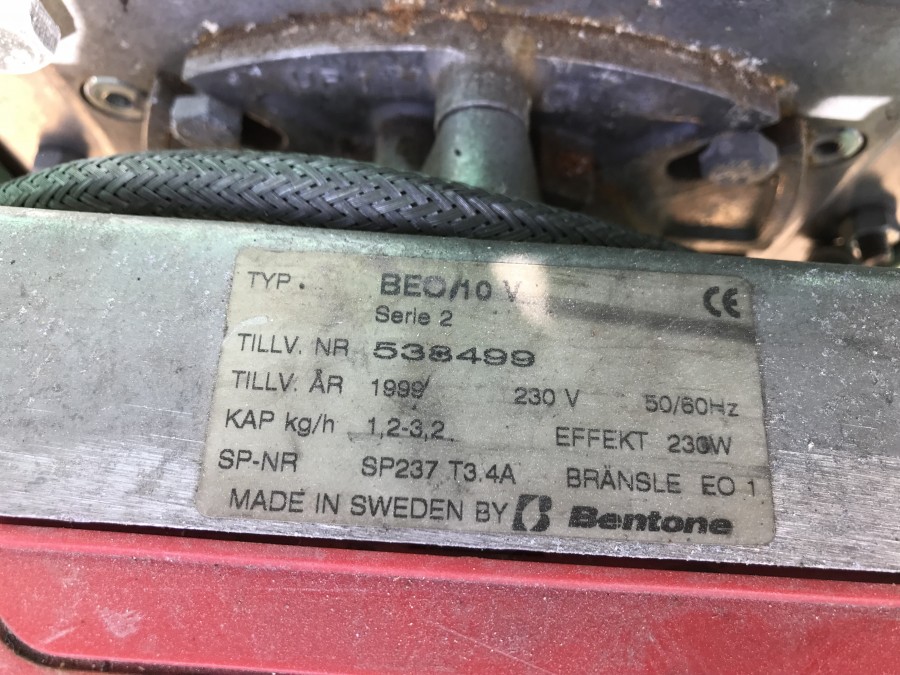 TYP. BEO/10 V CE
Serie 2
TILLV. NR 538499
TILLV. ÅR 1999 230 V 50/60Hz
KAP kg/h 1,2-3,2 EFFEKT 230W
SP-NR SP237 T3.4A BRÄNSLE EO 1
MADE IN SWEDEN BY Bentone